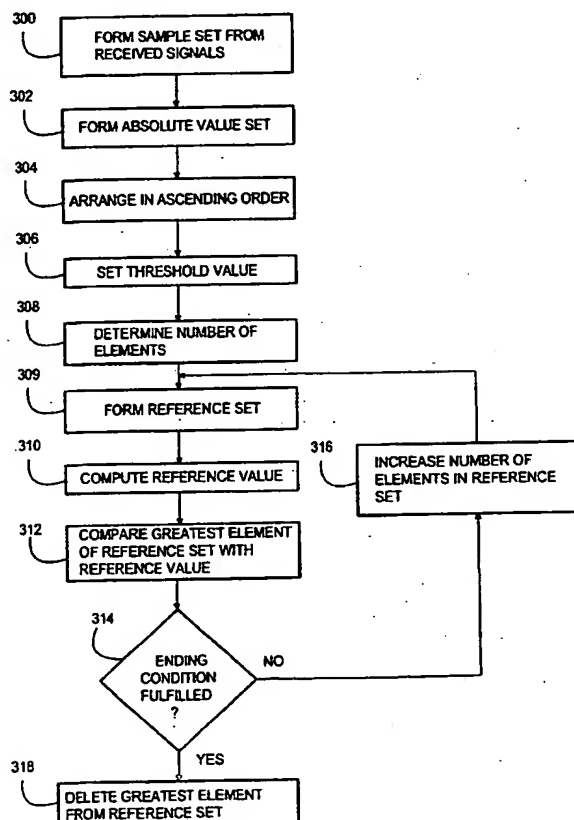 300
FORM SAMPLE SET FROM
RECEIVED SIGNALS
302
FORM ABSOLUTE VALUE SET
304
ARRANGE IN ASCENDING ORDER
306
SET THRESHOLD VALUE
308
DETERMINE NUMBER OF
ELEMENTS
309
FORM REFERENCE SET
310
COMPUTE REFERENCE VALUE
316
INCREASE NUMBER OF
ELEMENTS IN REFERENCE
SET
312
COMPARE GREATEST ELEMENT
OF REFERENCE SET WITH
REFERENCE VALUE
314
ENDING
CONDITION
FULFILLED
?
NO
YES
318
DELETE GREATEST ELEMENT
FROM REFERENCE SET